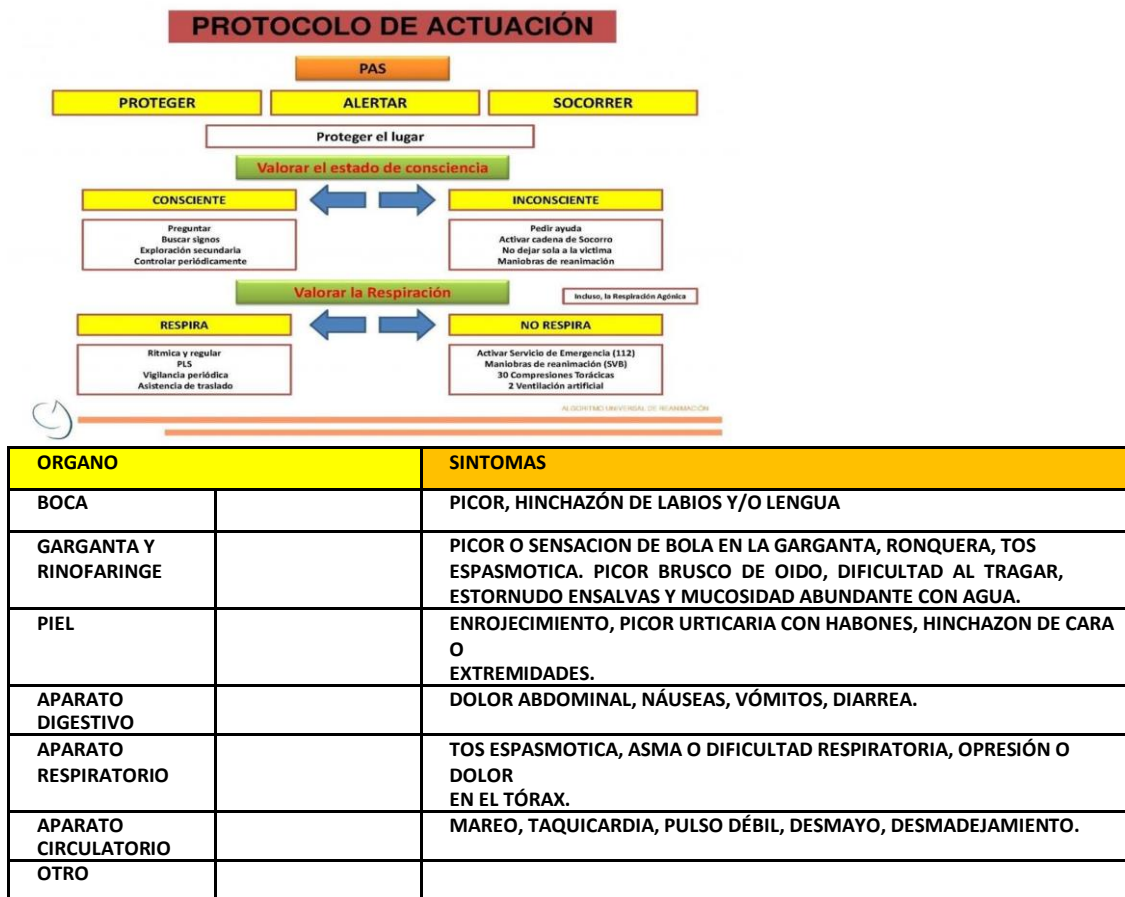 PROTOCOLO DE ACTUACIÓN
PAS
PROTEGER
ALERTAR
SOCORRER
Proteger el lugar
Valorar el estado de consciencia
CONSCIENTE
INCONSCIENTE
Preguntar
Buscar signos
Exploración secundaria
Controlar periódicamente
Pedir ayuda
Activar cadena de Socorro
No dejar sola a la victima
Maniobras de reanimación
Valorar la Respiración
Incluso, la Respiración Agónica
RESPIRA
NO RESPIRA
Ritmica y regular
PLS
Vigilancia periódica
Asistencia de traslado
Activar Servicio de Emergencia (112)
Maniobras de reanimación (SVB)
30 Compresiones Torácicas
2 Ventilación artificial
ALGORITMO UNIVERSAL DE REANIMACIÓN
ORGANO
SINTOMAS
BOCA
PICOR, HINCHAZÓN DE LABIOS Y/O LENGUA
GARGANTA Y
RINOFARINGE
PICOR O SENSACION DE BOLA EN LA GARGANTA, RONQUERA, TOS
ESPASMOTICA. PICOR BRUSCO DE OIDO, DIFICULTAD AL TRAGAR,
ESTORNUDO ENSALVAS Y MUCOSIDAD ABUNDANTE CON AGUA.
PIEL
ENROJECIMIENTO, PICOR URTICARIA CON HABONES, HINCHAZON DE CARA
O
EXTREMIDADES.
APARATO
DIGESTIVO
DOLOR ABDOMINAL, NÁUSEAS, VÓMITOS, DIARREA.
APARATO
RESPIRATORIO
TOS ESPASMOTICA, ASMA O DIFICULTAD RESPIRATORIA, OPRESIÓN O
DOLOR
EN EL TÓRAX.
APARATO
CIRCULATORIO
MAREO, TAQUICARDIA, PULSO DÉBIL, DESMAYO, DESMADEJAMIENTO.
OTRO